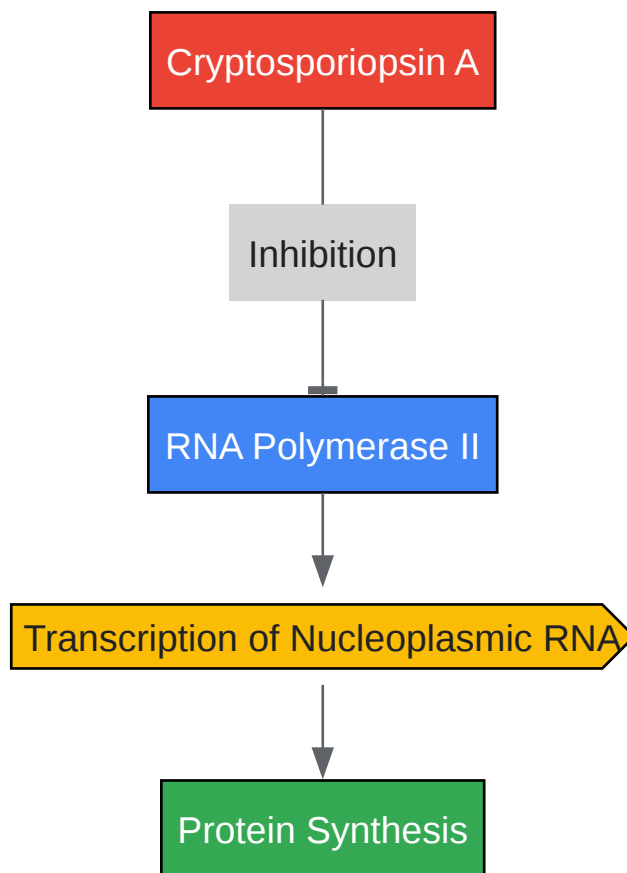 Cryptosporiopsin A
Inhibition
RNA Polymerase II
Transcription of Nucleoplasmic RNA
Protein Synthesis